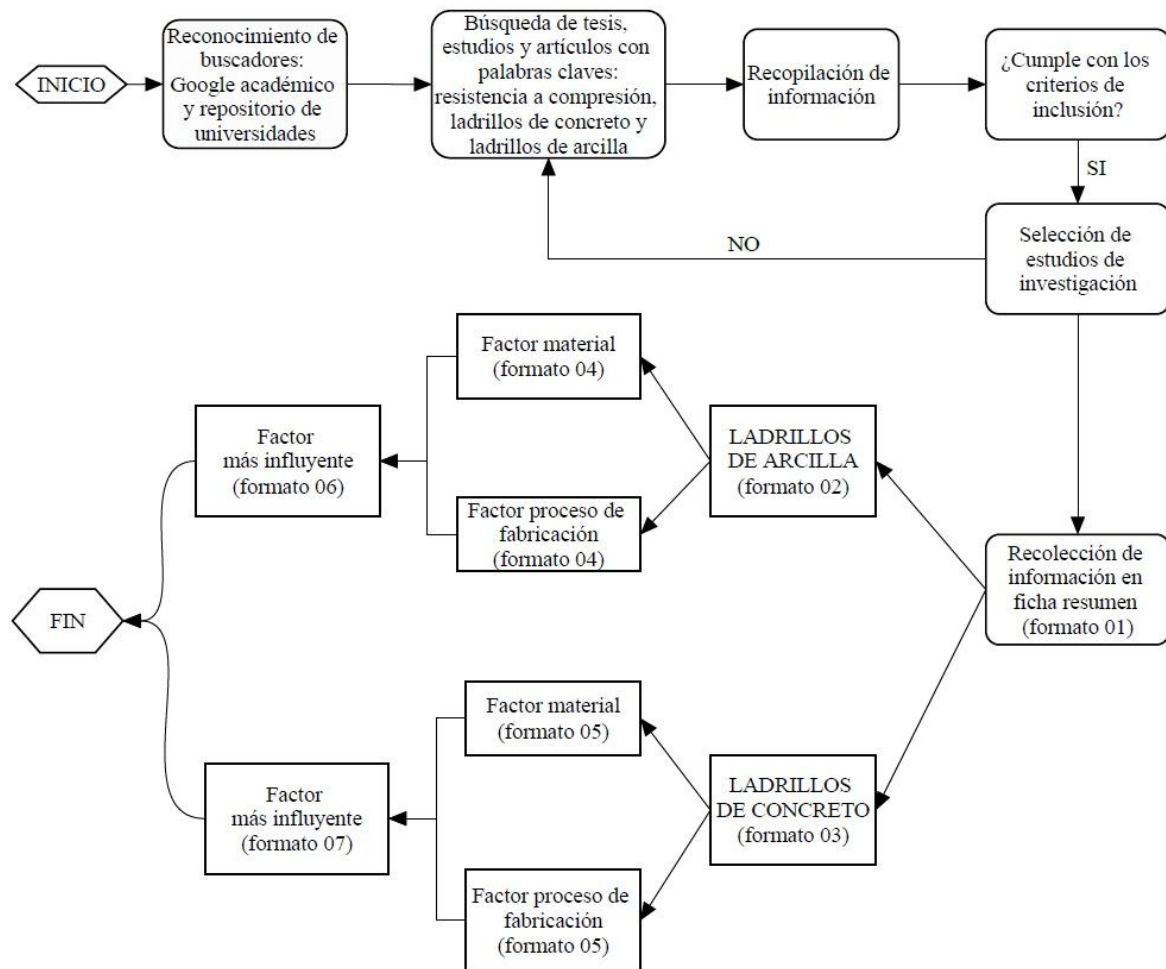 INICIO
Reconocimiento de
buscadores:
Google académico
y repositorio de
universidades
Búsqueda de tesis,
estudios y artículos con
palabras claves:
resistencia a compresión,
ladrillos de concreto y
ladrillos de arcilla
Recopilación de
información
¿Cumple con los
criterios de
inclusión?
SI
Selección de
estudios de
investigación
NO
Recolección de
información en
ficha resumen
(formato 01)
LADRILLOS
DE ARCILLA
(formato 02)
Factor material
(formato 04)
Factor proceso de
fabricación
(formato 04)
Factor
más influyente
(formato 06)
LADRILLOS
DE CONCRETO
(formato 03)
Factor material
(formato 05)
Factor proceso de
fabricación
(formato 05)
Factor
más influyente
(formato 07)
FIN